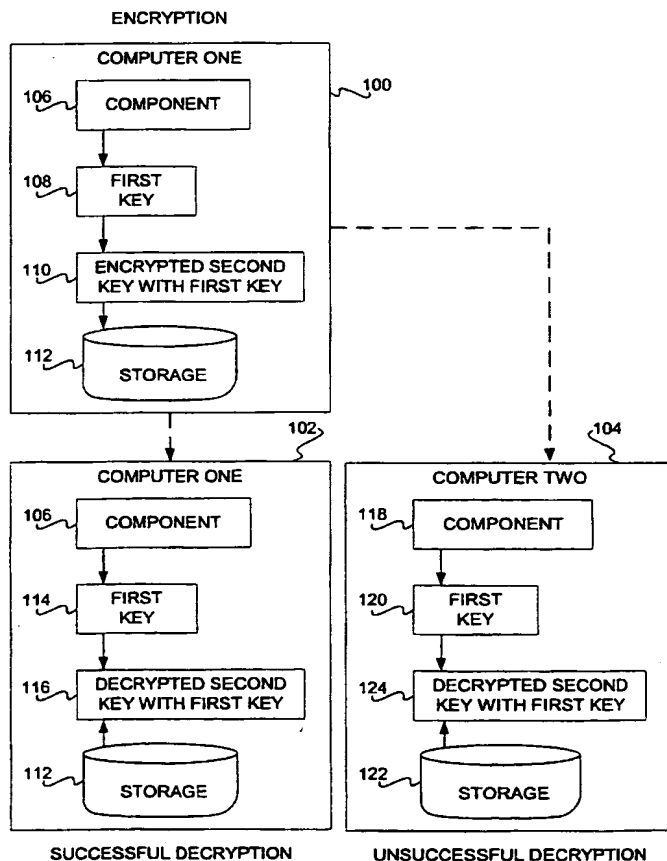 ENCRYPTION
COMPUTER ONE
100
106
COMPONENT
108
FIRST
KEY
110
ENCRYPTED SECOND
KEY WITH FIRST KEY
112
STORAGE
102
COMPUTER ONE
106
COMPONENT
114
FIRST
KEY
116
DECRYPTED SECOND
KEY WITH FIRST KEY
112
STORAGE
SUCCESSFUL DECRYPTION
104
COMPUTER TWO
118
COMPONENT
120
FIRST
KEY
124
DECRYPTED SECOND
KEY WITH FIRST KEY
122
STORAGE
UNSUCCESSFUL DECRYPTION